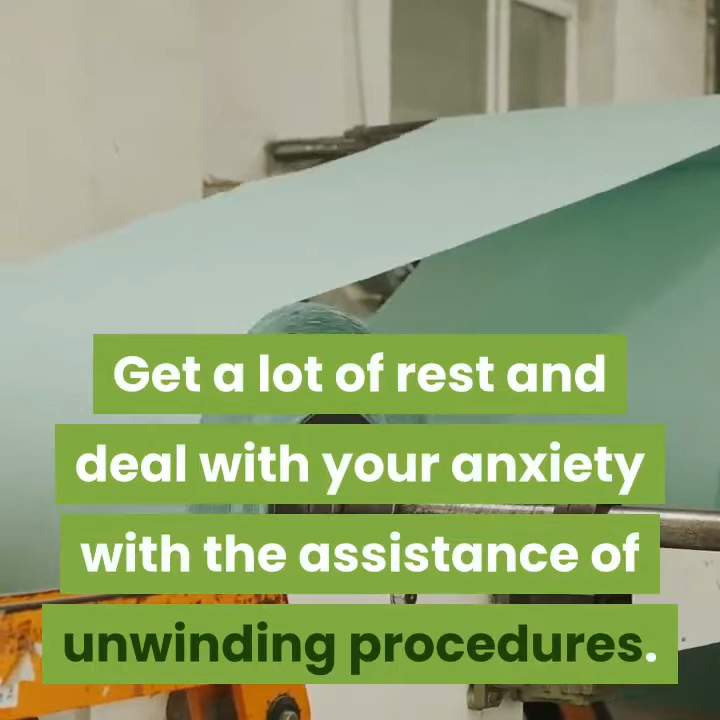 Get a lot of rest and
deal with your anxiety
with the assistance of
unwinding procedures.